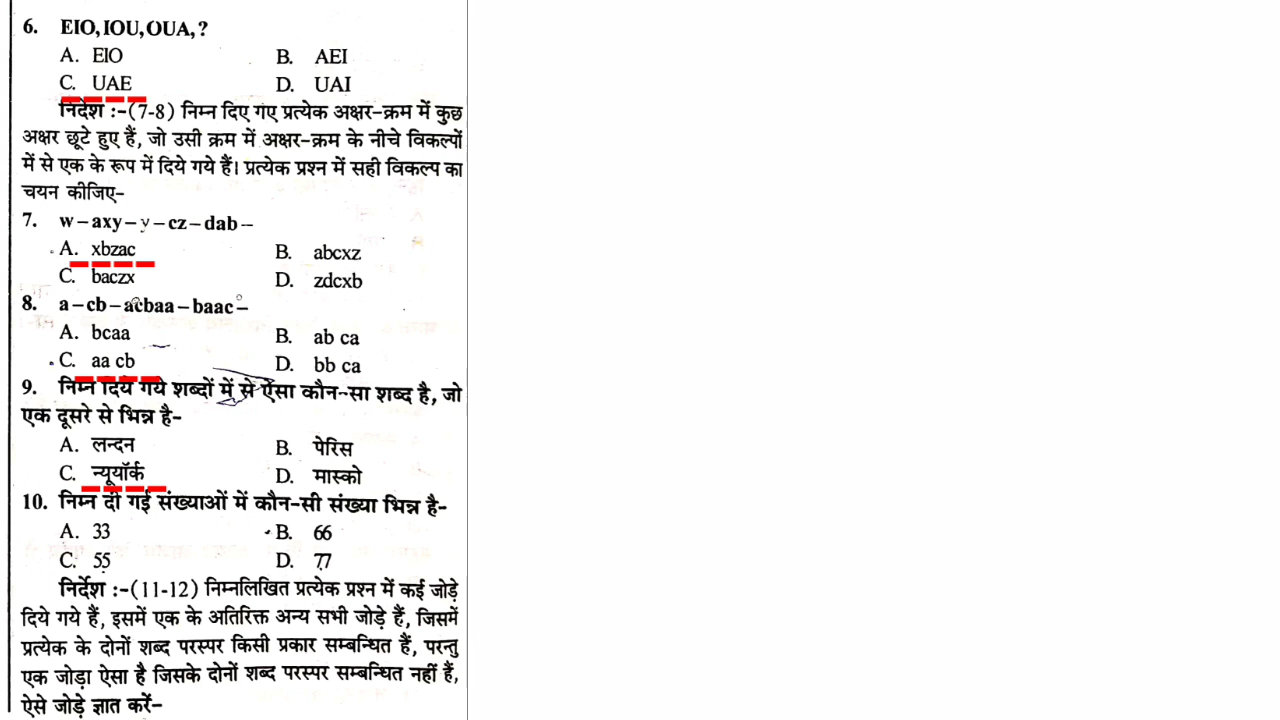 6. EIO, IOU, OUA, ?
A. EIO B. AEI
C. UAE D. UAI
निर्देश :-(7-8) निम्न दिए गए प्रत्येक अक्षर-क्रम में कुछ
अक्षर छूटे हुए हैं, जो उसी क्रम में अक्षर-क्रम के नीचे विकल्पों
में से एक के रूप में दिये गये हैं। प्रत्येक प्रश्न में सही विकल्प का
चयन कीजिए-
7. w – axy – y – cz – dab –
A. xbzac B. abcxz
C. baczx D. zdcxb
8. a – cb – acbaa – baac –
A. bcaa B. ab ca
C. aa cb D. bb ca
9. निम्न दिये गये शब्दों में से ऐसा कौन-सा शब्द है, जो
एक दूसरे से भिन्न है-
A. लन्दन B. पेरिस
C. न्यूयॉर्क D. मास्को
10. निम्न दी गई संख्याओं में कौन-सी संख्या भिन्न है-
A. 33 B. 66
C. 55 D. 77
निर्देश :-(11-12) निम्नलिखित प्रत्येक प्रश्न में कई जोड़े
दिये गये हैं, इसमें एक के अतिरिक्त अन्य सभी जोड़े हैं, जिसमें
प्रत्येक के दोनों शब्द परस्पर किसी प्रकार सम्बन्धित हैं, परन्तु
एक जोड़ा ऐसा है जिसके दोनों शब्द परस्पर सम्बन्धित नहीं हैं,
ऐसे जोड़े ज्ञात करें-